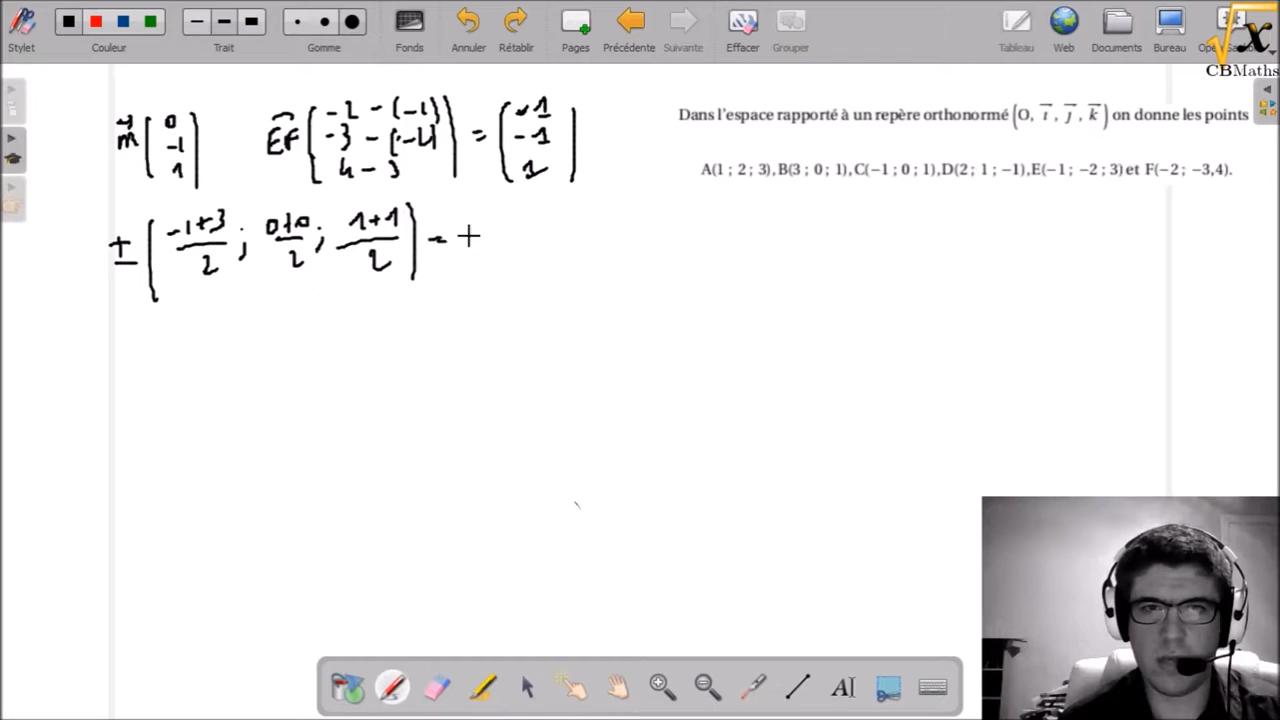 Stylet Couleur Trait Gomme Fonds Annuler Rétablir Pages Précédente Suivante Effacer Grouper Tableau Web Documents Bureau
√x
CBMaths
Dans l'espace rapporté à un repère orthonormé (O, i⃗, j⃗, k⃗) on donne les points
A(1 ; 2 ; 3), B(3 ; 0 ; 1), C(−1 ; 0 ; 1), D(2 ; 1 ; −1), E(−1 ; −2 ; 3) et F(−2 ; −3, 4).
0 -2 - (-1) -1
n⃗ -1 EF -3 - (-2) = -1
1 4 - 3 1
I ( -1+3 / 2 ; 0+0 / 2 ; 1+1 / 2 ) =
AI